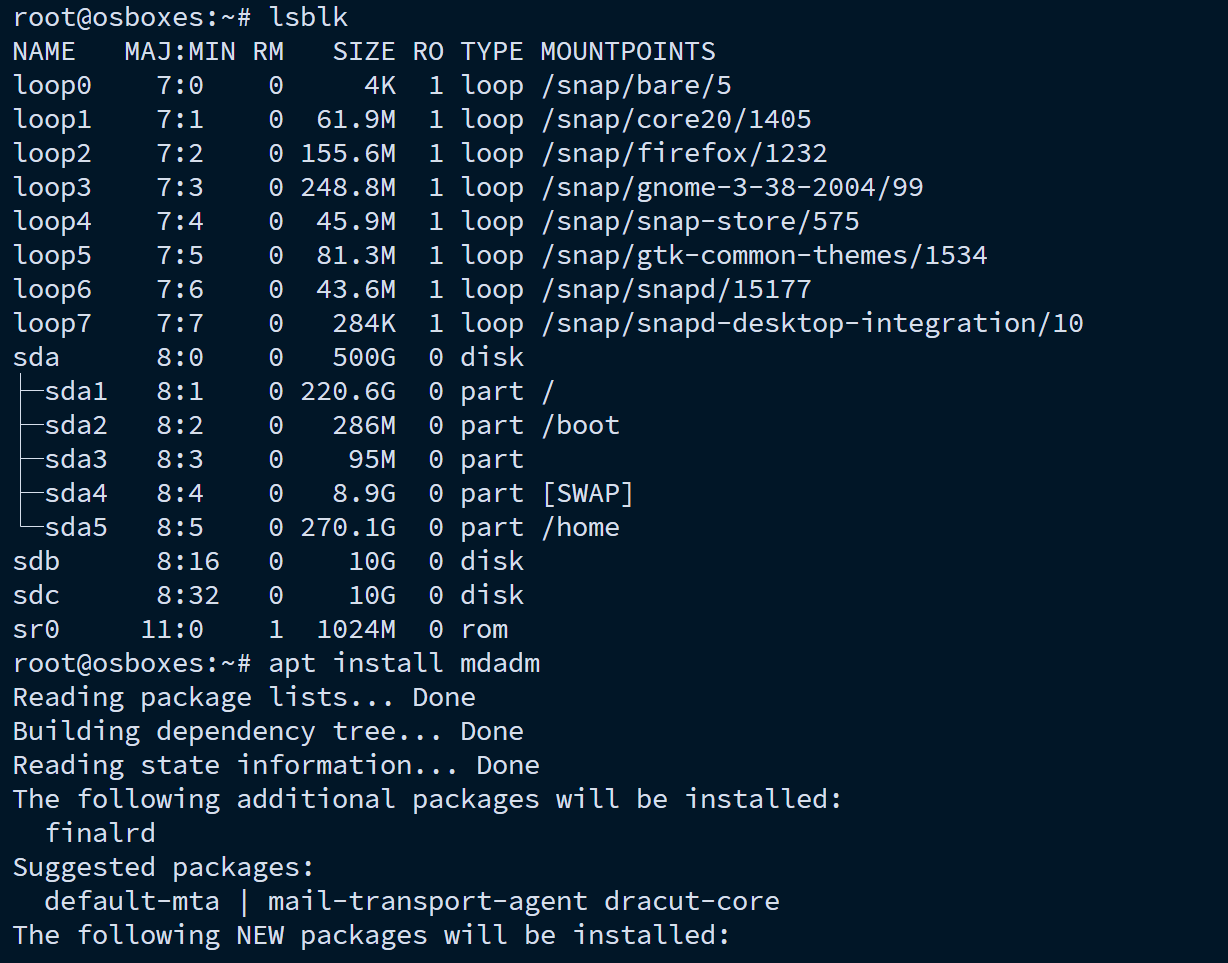 root@osboxes:~# lsblk
NAME   MAJ:MIN RM   SIZE RO TYPE MOUNTPOINTS
loop0    7:0    0     4K  1 loop /snap/bare/5
loop1    7:1    0  61.9M  1 loop /snap/core20/1405
loop2    7:2    0 155.6M  1 loop /snap/firefox/1232
loop3    7:3    0 248.8M  1 loop /snap/gnome-3-38-2004/99
loop4    7:4    0  45.9M  1 loop /snap/snap-store/575
loop5    7:5    0  81.3M  1 loop /snap/gtk-common-themes/1534
loop6    7:6    0  43.6M  1 loop /snap/snapd/15177
loop7    7:7    0   284K  1 loop /snap/snapd-desktop-integration/10
sda      8:0    0   500G  0 disk
├─sda1   8:1    0 220.6G  0 part /
├─sda2   8:2    0   286M  0 part /boot
├─sda3   8:3    0    95M  0 part
├─sda4   8:4    0   8.9G  0 part [SWAP]
└─sda5   8:5    0 270.1G  0 part /home
sdb      8:16   0    10G  0 disk
sdc      8:32   0    10G  0 disk
sr0     11:0    1  1024M  0 rom
root@osboxes:~# apt install mdadm
Reading package lists... Done
Building dependency tree... Done
Reading state information... Done
The following additional packages will be installed:
  finalrd
Suggested packages:
  default-mta | mail-transport-agent dracut-core
The following NEW packages will be installed: